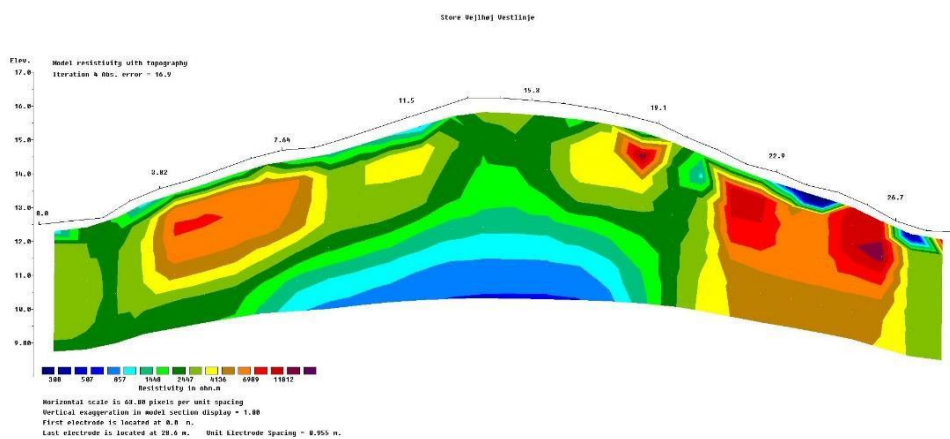 Store Vejlhøj Vestlinje
Elev.
Model resistivity with topography
Iteration 4 Abs. error = 16.9
17.0
16.0
15.0
14.0
13.0
12.0
11.0
10.0
9.00
0.0
3.82
7.64
11.5
15.3
19.1
22.9
26.7
300 507 857 1448 2447 4136 6989 11812
Resistivity in ohm.m
Horizontal scale is 60.00 pixels per unit spacing
Vertical exaggeration in model section display = 1.00
First electrode is located at 0.0 m.
Last electrode is located at 28.6 m. Unit Electrode Spacing = 0.955 m.